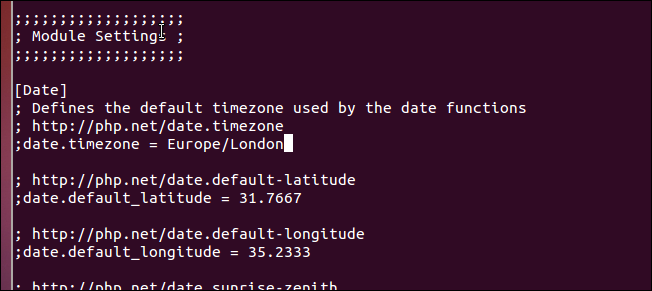 ;;;;;;;;;;;;;;;;;;;
; Module Settings ;
;;;;;;;;;;;;;;;;;;;
[Date]
; Defines the default timezone used by the date functions
; http://php.net/date.timezone
;date.timezone = Europe/London
; http://php.net/date.default-latitude
;date.default_latitude = 31.7667
; http://php.net/date.default-longitude
;date.default_longitude = 35.2333
; http://php.net/date.sunrise-zenith